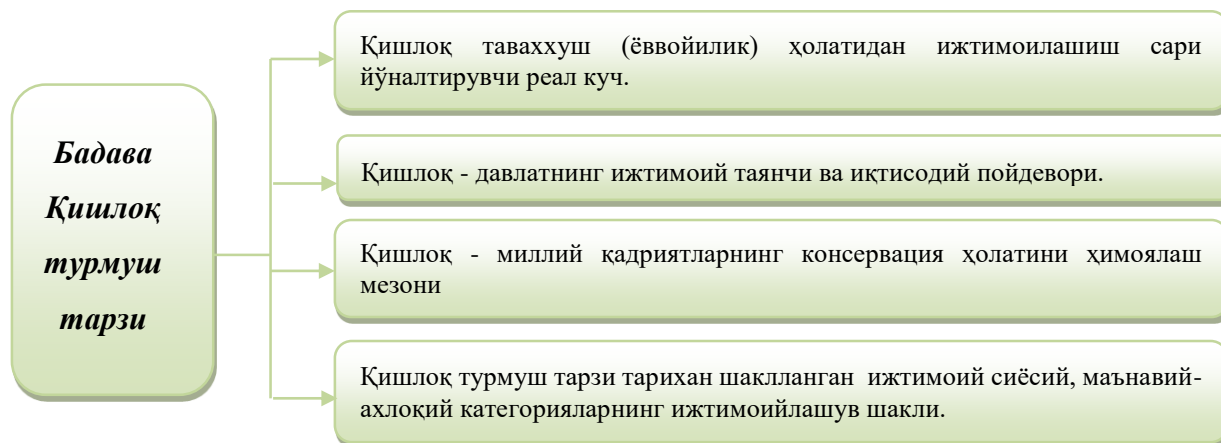 Бадава
Қишлоқ
турмуш
тарзи
Қишлоқ таваххуш (ёввойилик) ҳолатидан ижтимоилашиш сари
йўналтирувчи реал куч.
Қишлоқ - давлатнинг ижтимоий таянчи ва иқтисодий пойдевори.
Қишлоқ - миллий қадриятларнинг консервация ҳолатини ҳимоялаш
мезони
Қишлоқ турмуш тарзи тарихан шаклланган ижтимоий сиёсий, маънавий-
ахлоқий категорияларнинг ижтимоийлашув шакли.